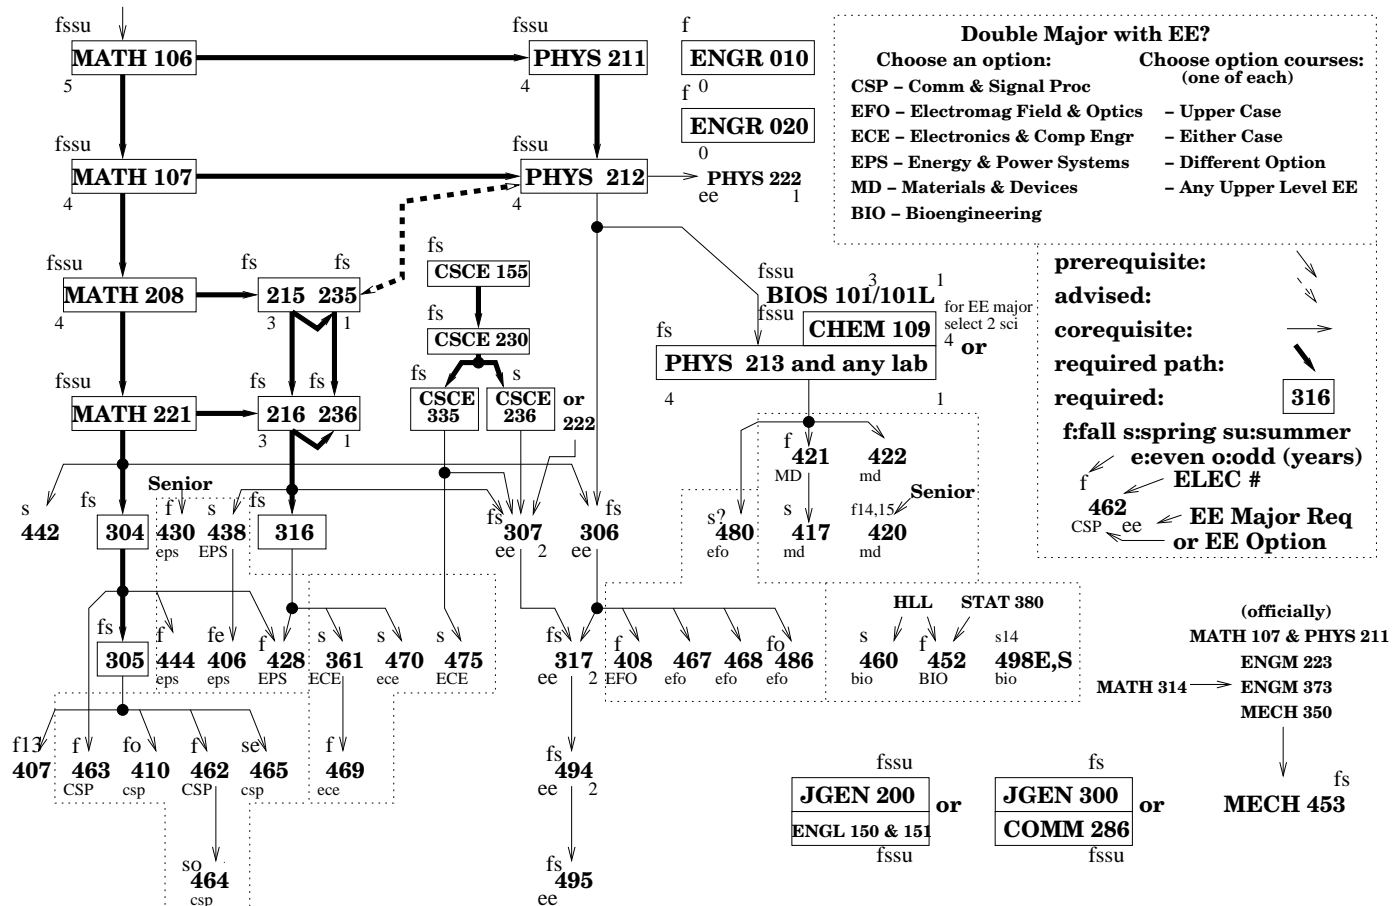 fssu
MATH 106
5
fssu
PHYS 211
4
f
ENGR 010
0
f
ENGR 020
0
fssu
MATH 107
4
fssu
PHYS 212
4
PHYS 222
ee 1
Double Major with EE?
Choose an option: Choose option courses:
(one of each)
CSP – Comm & Signal Proc
EFO – Electromag Field & Optics – Upper Case
ECE – Electronics & Comp Engr – Either Case
EPS – Energy & Power Systems – Different Option
MD – Materials & Devices – Any Upper Level EE
BIO – Bioengineering
prerequisite:
advised:
corequisite:
required path:
required: 316
f:fall s:spring su:summer
e:even o:odd (years)
ELEC #
f
462
CSP ee
EE Major Req
or EE Option
fssu
MATH 208
4
fs fs
215 235
3 1
fs
CSCE 155
fs
CSCE 230
fs
CSCE
335
s
CSCE
236
or
222
fssu 3 1
BIOS 101/101L
fssu
CHEM 109
4
for EE major
select 2 sci
or
fs
PHYS 213 and any lab
4 1
fssu
MATH 221
4
fs fs
216 236
3 1
s
442
fs
304
Senior
f
430
eps
s
438
EPS
fs
316
fs
307
ee 2
fs
306
ee
s?
480
efo
f
421
MD
422
md
s
417
md
Senior
f14,15
420
md
fs
305
f
444
eps
fe
406
eps
f
428
EPS
s
361
ECE
s
470
ece
s
475
ECE
fs
317
ee 2
f
408
EFO
467
efo
468
efo
fo
486
efo
HLL STAT 380
s
460
bio
f
452
BIO
s14
498E,S
bio
(officially)
MATH 107 & PHYS 211
ENGM 223
MATH 314
ENGM 373
MECH 350
fs
MECH 453
f13
407
f
463
CSP
fo
410
csp
f
462
CSP
se
465
csp
f
469
ece
fs
494
ee 2
so
464
csp
fs
495
ee
fssu
JGEN 200
or
ENGL 150 & 151
fssu
fs
JGEN 300
or
COMM 286
fssu